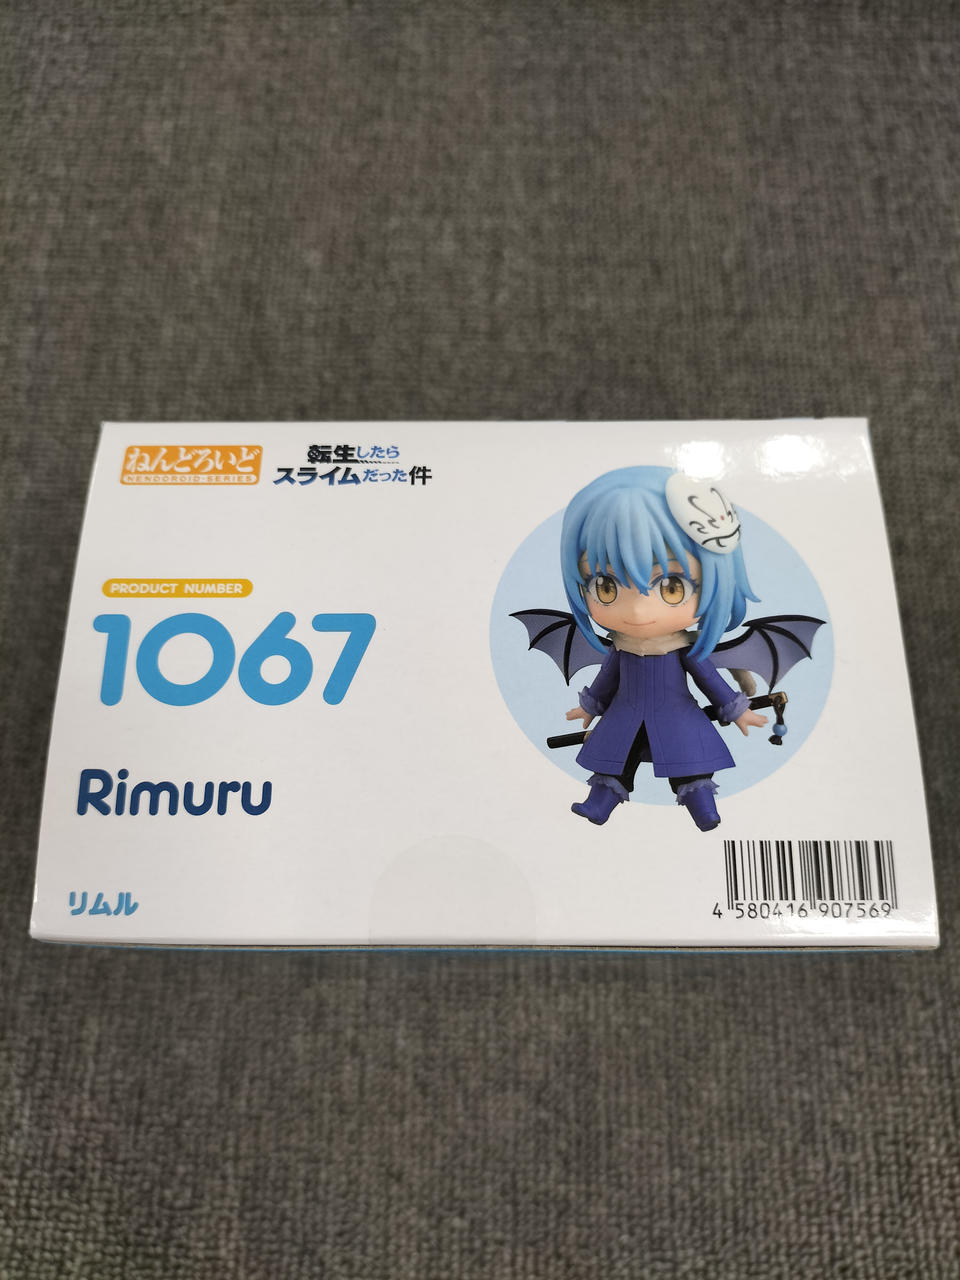 ねんどろいど
NENDOROID-SERIES
転生したら
スライムだった件
PRODUCT NUMBER
1067
Rimuru
リムル
4 580416 907569